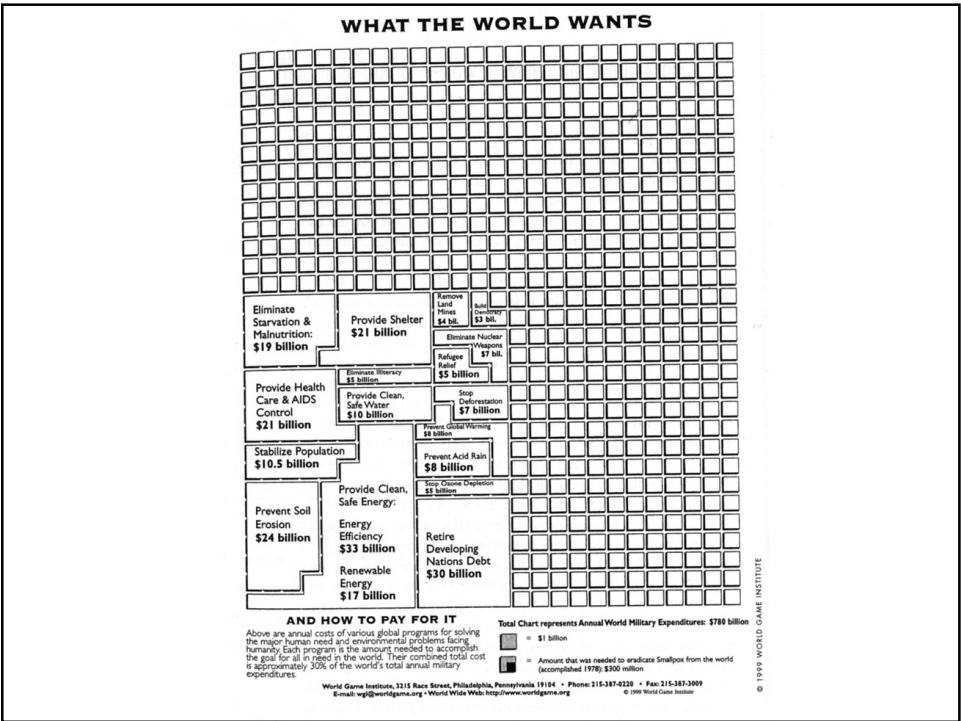 WHAT THE WORLD WANTS
Eliminate
Starvation &
Malnutrition:
$19 billion
Provide Shelter
$21 billion
Remove
Land
Mines
$4 bil.
Build
Democracy
$3 bil.
Eliminate Nuclear
Weapons
$7 bil.
Refugee
Relief
$5 billion
Eliminate Illiteracy
$5 billion
Provide Health
Care & AIDS
Control
$21 billion
Provide Clean,
Safe Water
$10 billion
Stop
Deforestation
$7 billion
Prevent Global Warming
$8 billion
Stabilize Population
$10.5 billion
Prevent Acid Rain
$8 billion
Stop Ozone Depletion
$5 billion
Prevent Soil
Erosion
$24 billion
Provide Clean,
Safe Energy:
Energy
Efficiency
$33 billion
Renewable
Energy
$17 billion
Retire
Developing
Nations Debt
$30 billion
AND HOW TO PAY FOR IT
Above are annual costs of various global programs for solving
the major human need and environmental problems facing
humanity. Each program is the amount needed to accomplish
the goal for all in need in the world. Their combined total cost
is approximately 30% of the world's total annual military
expenditures.
Total Chart represents Annual World Military Expenditures: $780 billion
= $1 billion
= Amount that was needed to eradicate Smallpox from the world
(accomplished 1978): $300 million
World Game Institute, 3215 Race Street, Philadelphia, Pennsylvania 19104 • Phone: 215-387-0220 • Fax: 215-387-3009
E-mail: wgi@worldgame.org • World Wide Web: http://www.worldgame.org © 1999 World Game Institute
© 1999 WORLD GAME INSTITUTE